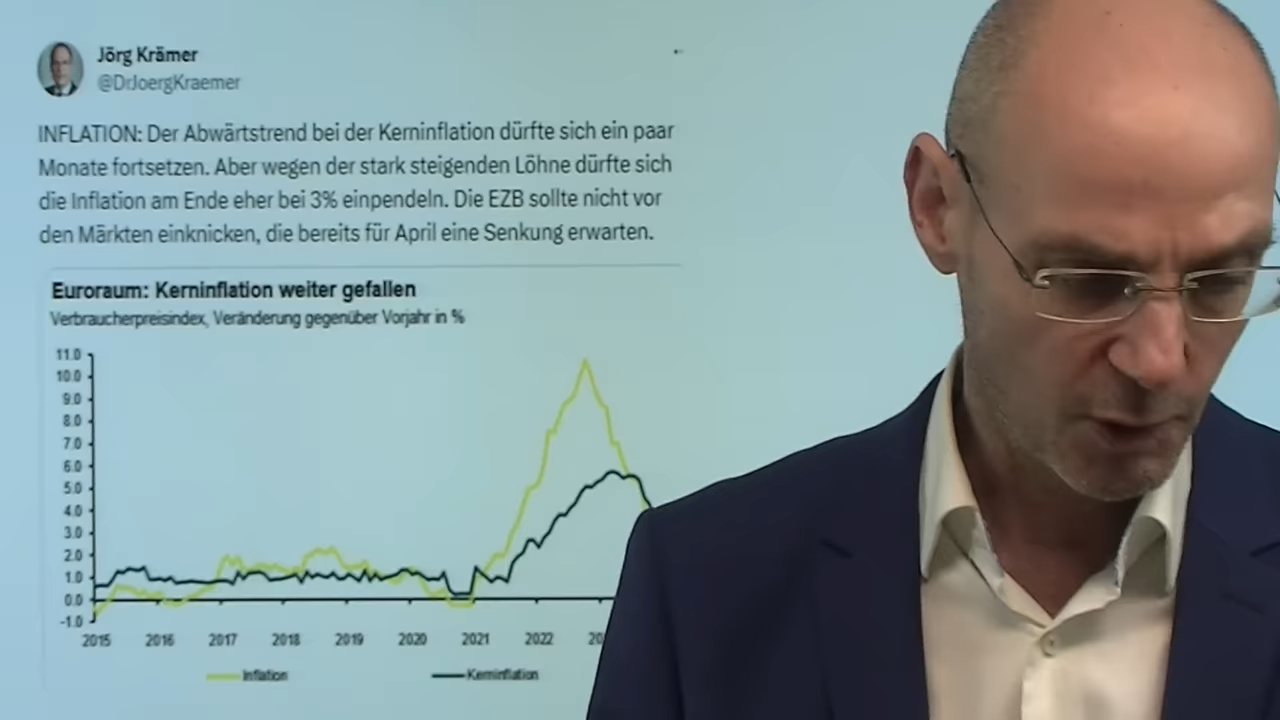 Jörg Krämer
@DrJoergKraemer
INFLATION: Der Abwärtstrend bei der Kerninflation dürfte sich ein paar
Monate fortsetzen. Aber wegen der stark steigenden Löhne dürfte sich
die Inflation am Ende eher bei 3% einpendeln. Die EZB sollte nicht vor
den Märkten einknicken, die bereits für April eine Senkung erwarten.
Euroraum: Kerninflation weiter gefallen
Verbraucherpreisindex, Veränderung gegenüber Vorjahr in %
11.0
10.0
9.0
8.0
7.0
6.0
5.0
4.0
3.0
2.0
1.0
0.0
-1.0
2015 2016 2017 2018 2019 2020 2021 2022 20
Inflation Kerninflation